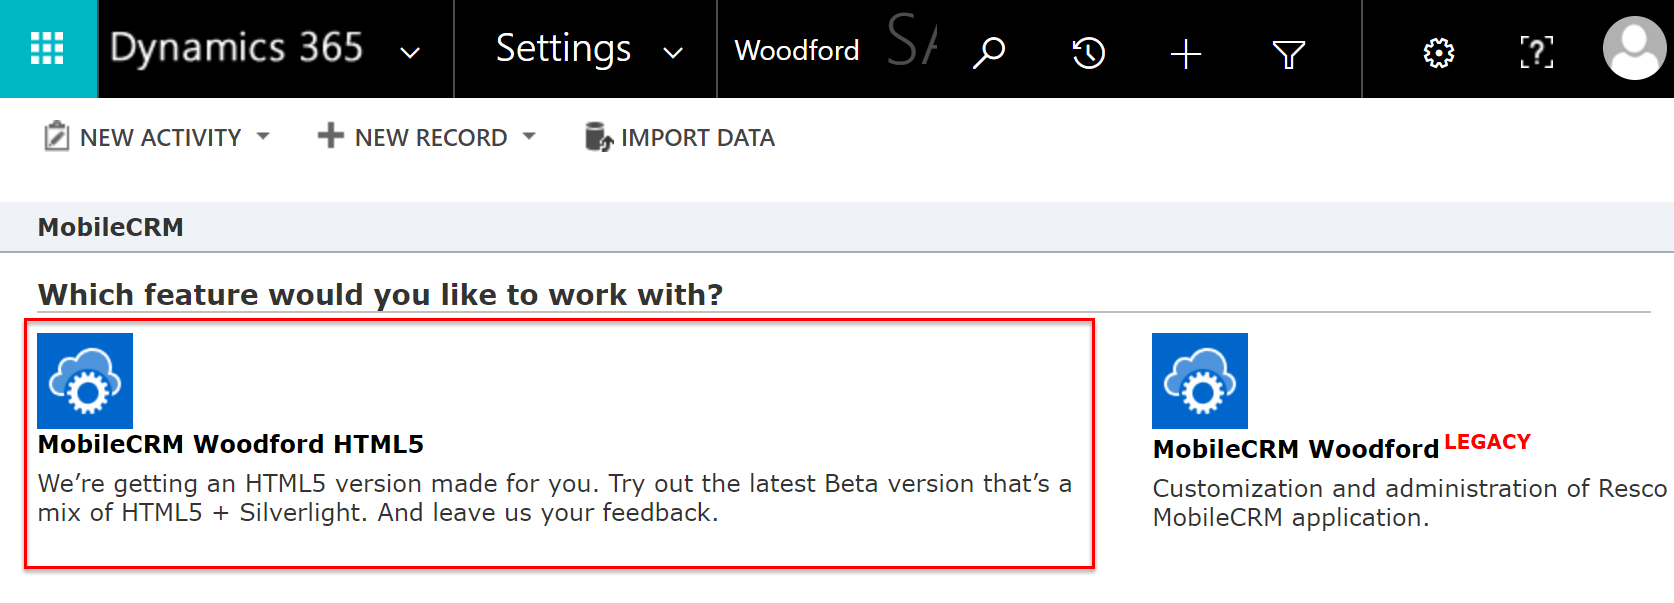 Dynamics 365 Settings Woodford SA
NEW ACTIVITY NEW RECORD IMPORT DATA
MobileCRM
Which feature would you like to work with?
MobileCRM Woodford HTML5
We’re getting an HTML5 version made for you. Try out the latest Beta version that’s a
mix of HTML5 + Silverlight. And leave us your feedback.
MobileCRM Woodford LEGACY
Customization and administration of Resco
MobileCRM application.